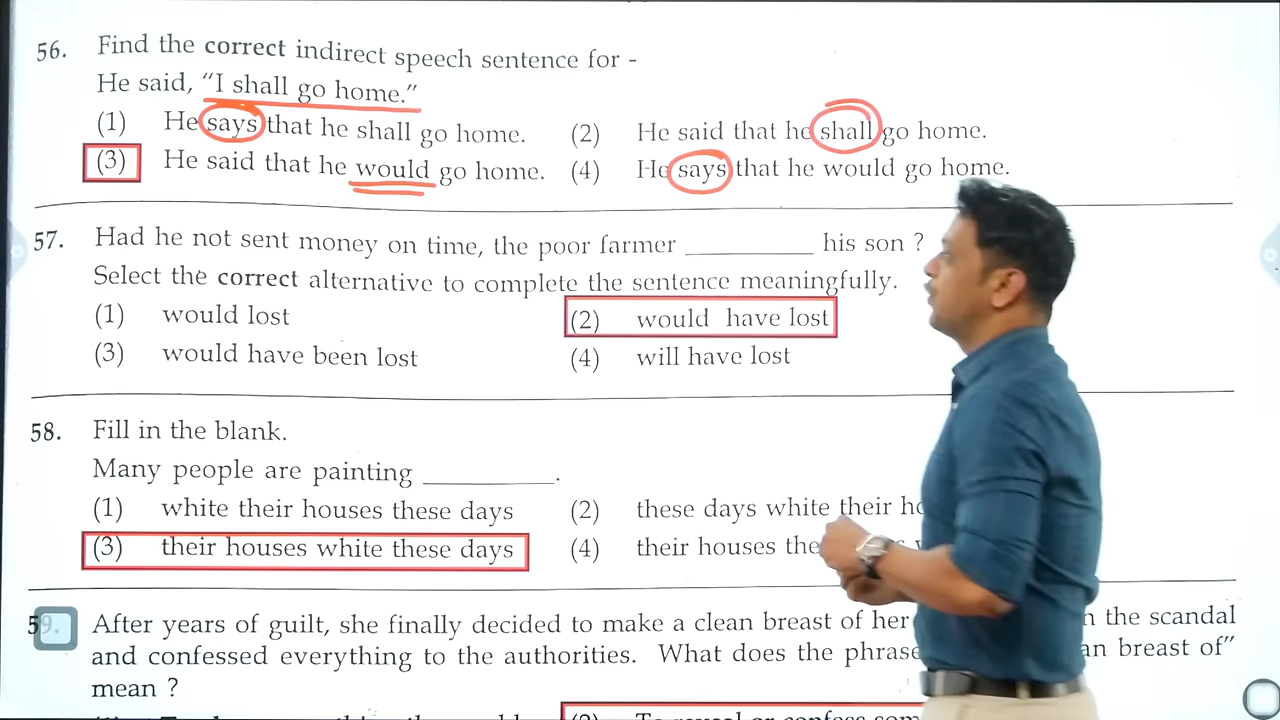 56. Find the correct indirect speech sentence for -
He said, “I shall go home.”
(1) He says that he shall go home. (2) He said that he shall go home.
(3) He said that he would go home. (4) He says that he would go home.
57. Had he not sent money on time, the poor farmer __________ his son ?
Select the correct alternative to complete the sentence meaningfully.
(1) would lost (2) would have lost
(3) would have been lost (4) will have lost
58. Fill in the blank.
Many people are painting __________.
(1) white their houses these days (2) these days white their
(3) their houses white these days (4) their houses
59. After years of guilt, she finally decided to make a clean breast of her the scandal
and confessed everything to the authorities. What does the phrase breast of”
mean ?
(2) To reveal or confess